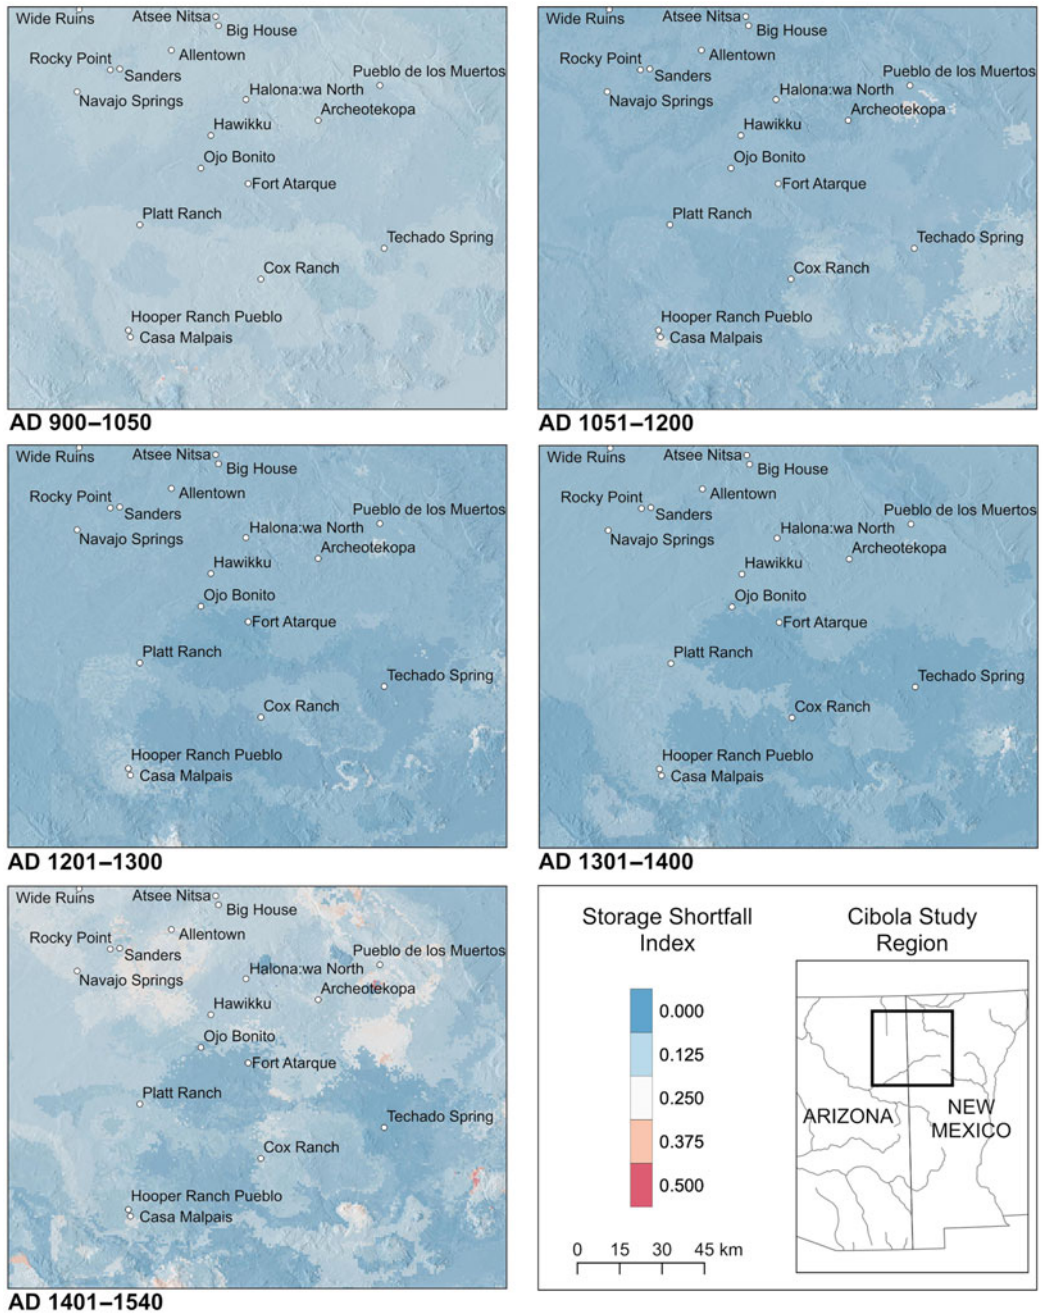 Wide Ruins
Atsee Nitsa
Big House
Allentown
Rocky Point
Sanders
Pueblo de los Muertos
Navajo Springs
Halona:wa North
Archeotekopa
Hawikku
Ojo Bonito
Fort Atarque
Platt Ranch
Techado Spring
Cox Ranch
Hooper Ranch Pueblo
Casa Malpais
AD 900–1050
Wide Ruins
Atsee Nitsa
Big House
Allentown
Rocky Point
Sanders
Pueblo de los Muertos
Navajo Springs
Halona:wa North
Archeotekopa
Hawikku
Ojo Bonito
Fort Atarque
Platt Ranch
Techado Spring
Cox Ranch
Hooper Ranch Pueblo
Casa Malpais
AD 1051–1200
Wide Ruins
Atsee Nitsa
Big House
Allentown
Rocky Point
Sanders
Pueblo de los Muertos
Navajo Springs
Halona:wa North
Archeotekopa
Hawikku
Ojo Bonito
Fort Atarque
Platt Ranch
Techado Spring
Cox Ranch
Hooper Ranch Pueblo
Casa Malpais
AD 1201–1300
Wide Ruins
Atsee Nitsa
Big House
Allentown
Rocky Point
Sanders
Pueblo de los Muertos
Navajo Springs
Halona:wa North
Archeotekopa
Hawikku
Ojo Bonito
Fort Atarque
Platt Ranch
Techado Spring
Cox Ranch
Hooper Ranch Pueblo
Casa Malpais
AD 1301–1400
Wide Ruins
Atsee Nitsa
Big House
Allentown
Rocky Point
Sanders
Pueblo de los Muertos
Navajo Springs
Halona:wa North
Archeotekopa
Hawikku
Ojo Bonito
Fort Atarque
Platt Ranch
Techado Spring
Cox Ranch
Hooper Ranch Pueblo
Casa Malpais
AD 1401–1540
Storage Shortfall
Index
0.000
0.125
0.250
0.375
0.500
0 15 30 45 km
Cibola Study
Region
ARIZONA
NEW
MEXICO